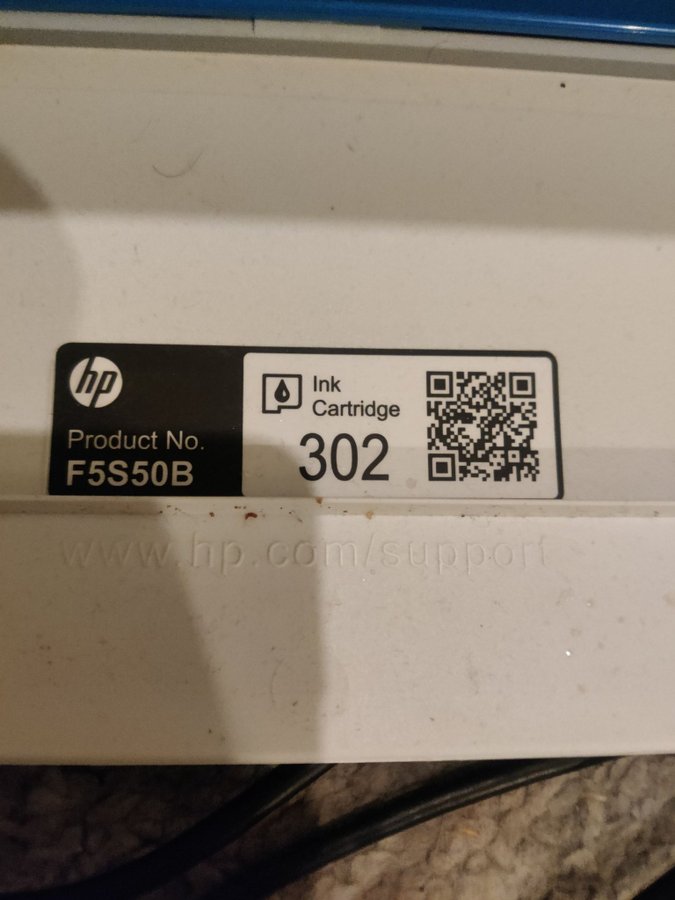 hp
Product No.
F5S50B
Ink
Cartridge
302
www.hp.com/support